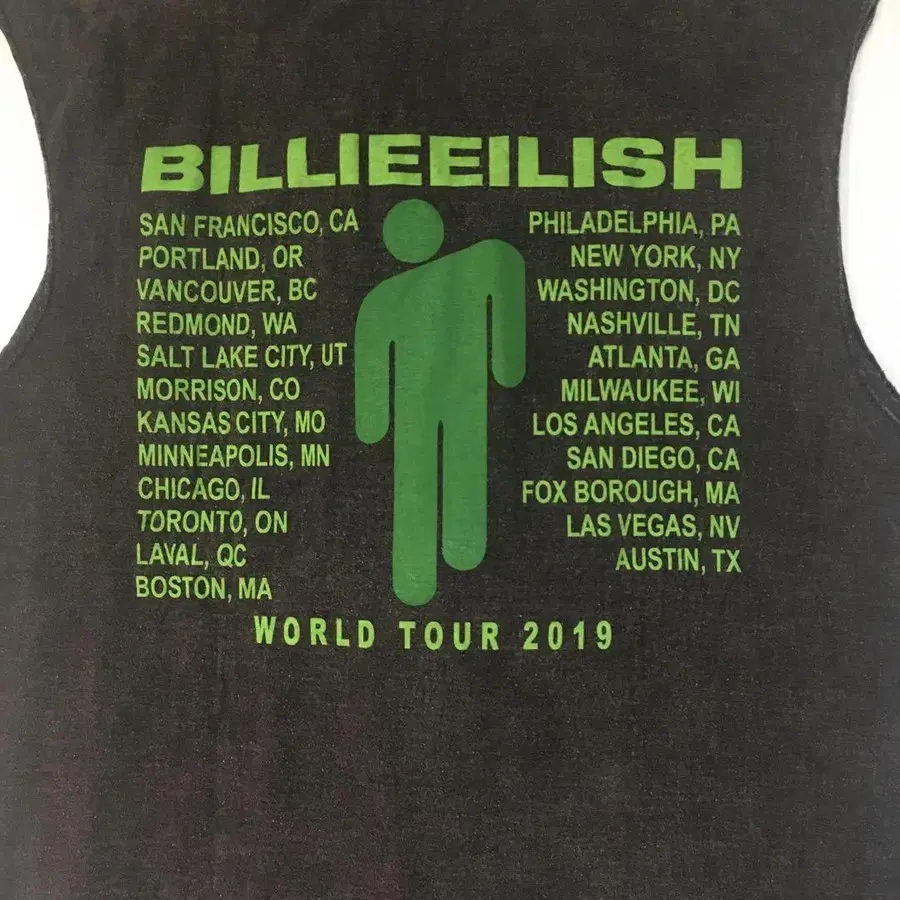 BILLIEEILISH
SAN FRANCISCO, CA
PORTLAND, OR
VANCOUVER, BC
REDMOND, WA
SALT LAKE CITY, UT
MORRISON, CO
KANSAS CITY, MO
MINNEAPOLIS, MN
CHICAGO, IL
TORONTO, ON
LAVAL, QC
BOSTON, MA
PHILADELPHIA, PA
NEW YORK, NY
WASHINGTON, DC
NASHVILLE, TN
ATLANTA, GA
MILWAUKEE, WI
LOS ANGELES, CA
SAN DIEGO, CA
FOX BOROUGH, MA
LAS VEGAS, NV
AUSTIN, TX
WORLD TOUR 2019